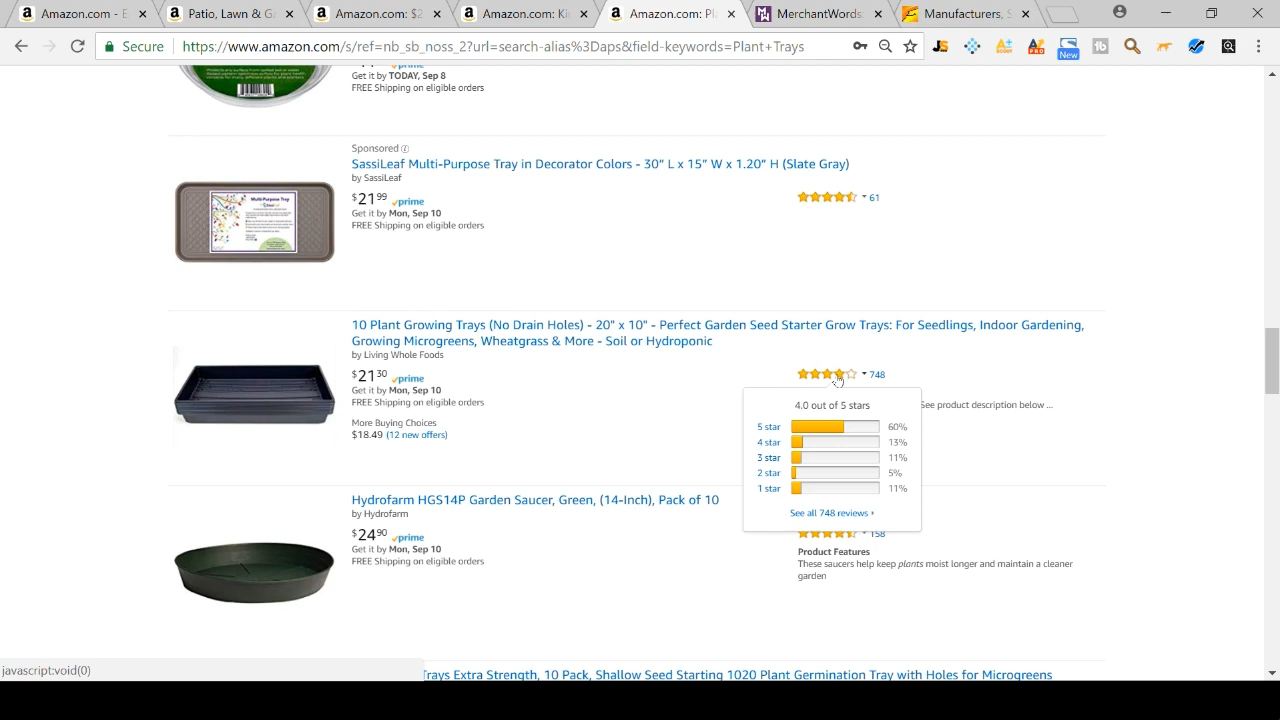 Amazon.com - E
Patio, Lawn & G
Amazon.com: $2
Amazon.com: Ki
Amazon.com: Pl
MerchantWords:
Manufacturers, S
Secure
https://www.amazon.com/s/ref=nb_sb_noss_2?url=search-alias%3Daps&field-keywords=Plant+Trays
New
prime
Get it by TODAY, Sep 8
FREE Shipping on eligible orders
Sponsored
SassiLeaf Multi-Purpose Tray in Decorator Colors - 30” L x 15” W x 1.20” H (Slate Gray)
by SassiLeaf
$21 99 prime
61
Get it by Mon, Sep 10
FREE Shipping on eligible orders
Multi-Purpose Tray
10 Plant Growing Trays (No Drain Holes) - 20" x 10" - Perfect Garden Seed Starter Grow Trays: For Seedlings, Indoor Gardening,
Growing Microgreens, Wheatgrass & More - Soil or Hydroponic
by Living Whole Foods
$21 30 prime
748
Get it by Mon, Sep 10
FREE Shipping on eligible orders
More Buying Choices
$18.49 (12 new offers)
See product description below ...
4.0 out of 5 stars
5 star 60%
4 star 13%
3 star 11%
2 star 5%
1 star 11%
See all 748 reviews
Hydrofarm HGS14P Garden Saucer, Green, (14-Inch), Pack of 10
by Hydrofarm
$24 90 prime
158
Get it by Mon, Sep 10
FREE Shipping on eligible orders
Product Features
These saucers help keep plants moist longer and maintain a cleaner
garden
javascript:void(0)
Trays Extra Strength, 10 Pack, Shallow Seed Starting 1020 Plant Germination Tray with Holes for Microgreens